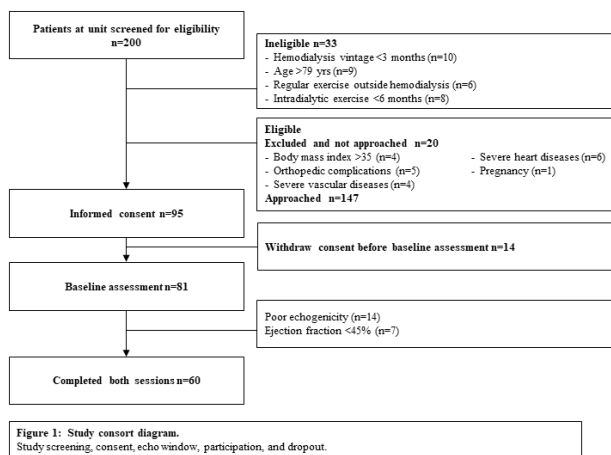 Patients at unit screened for eligibility
n=200
Ineligible n=33
- Hemodialysis vintage <3 months (n=10)
- Age >79 yrs (n=9)
- Regular exercise outside hemodialysis (n=6)
- Intradialytic exercise <6 months (n=8)
Eligible
Excluded and not approached n=20
- Body mass index >35 (n=4) - Severe heart diseases (n=6)
- Orthopedic complications (n=5) - Pregnancy (n=1)
- Severe vascular diseases (n=4)
Approached n=147
Informed consent n=95
Withdraw consent before baseline assessment n=14
Baseline assessment n=81
Poor echogenicity (n=14)
Ejection fraction <45% (n=7)
Completed both sessions n=60
Figure 1: Study consort diagram.
Study screening, consent, echo window, participation, and dropout.